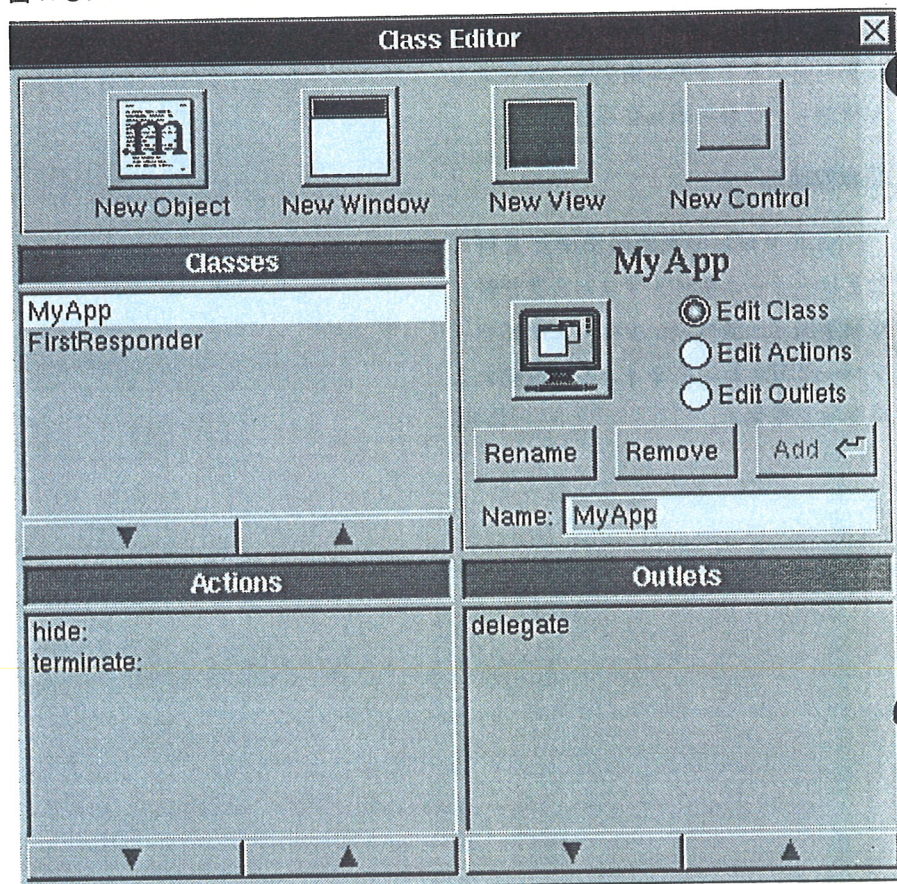 Class Editor
.m
New Object
New Window
New View
New Control
Classes
MyApp
FirstResponder
MyApp
Edit Class
Edit Actions
Edit Outlets
Rename
Remove
Add
Name: MyApp
Actions
hide:
terminate:
Outlets
delegate